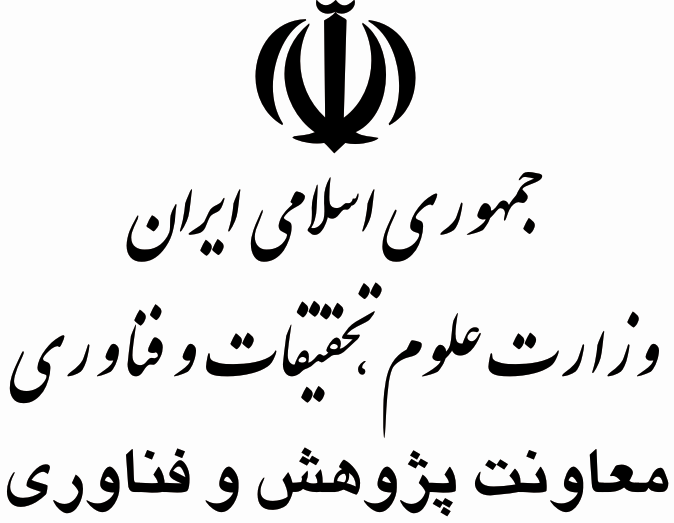 جمهوری اسلامی ایران
وزارت علوم، تحقیقات و فناوری
معاونت پژوهش و فناوری